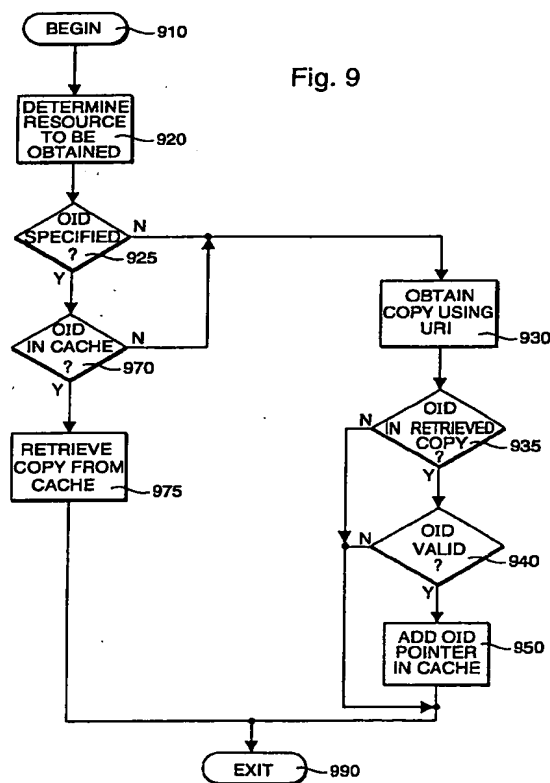 BEGIN
910
Fig. 9
DETERMINE
RESOURCE
TO BE
OBTAINED
920
OID
SPECIFIED
?
925
N
Y
OID
IN CACHE
?
970
N
Y
RETRIEVE
COPY FROM
CACHE
975
OBTAIN
COPY USING
URI
930
OID
IN RETRIEVED
COPY
?
935
N
Y
OID
VALID
?
940
N
Y
ADD OID
POINTER
IN CACHE
950
EXIT
990